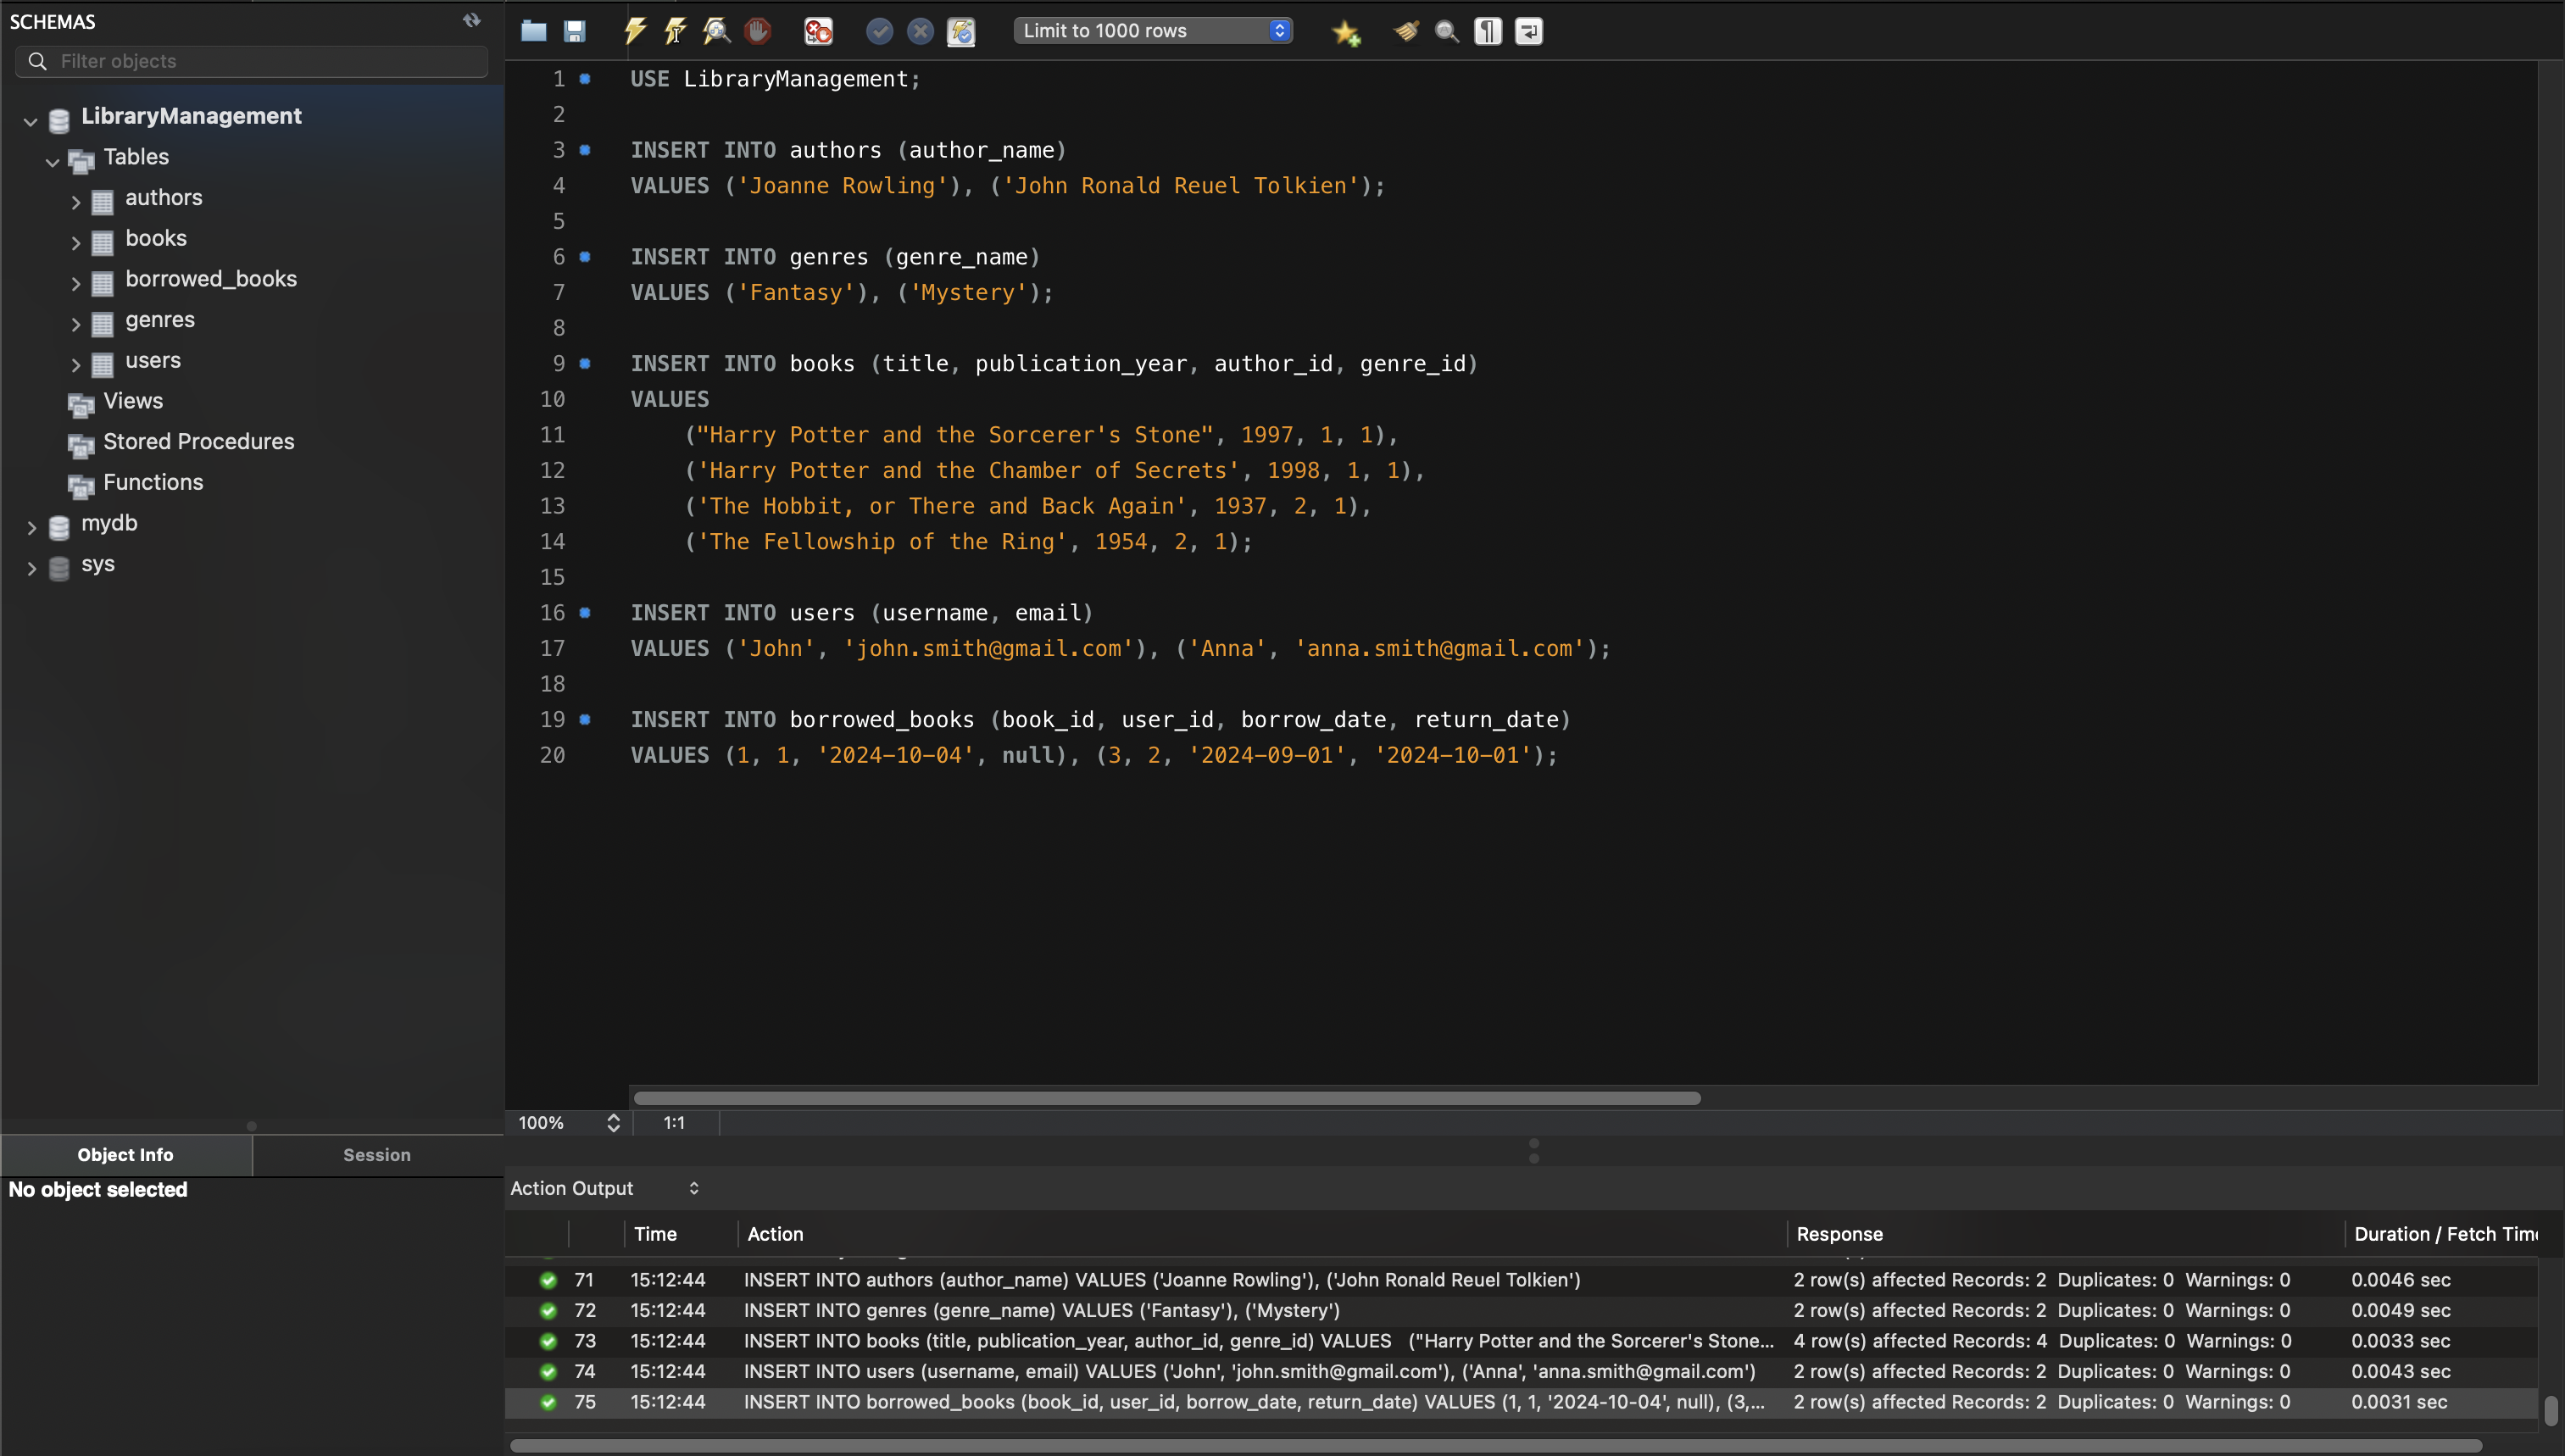 SCHEMAS
Filter objects
LibraryManagement
Tables
authors
books
borrowed_books
genres
users
Views
Stored Procedures
Functions
mydb
sys
Object Info
Session
No object selected
Limit to 1000 rows
1 USE LibraryManagement;
2
3 INSERT INTO authors (author_name)
4 VALUES ('Joanne Rowling'), ('John Ronald Reuel Tolkien');
5
6 INSERT INTO genres (genre_name)
7 VALUES ('Fantasy'), ('Mystery');
8
9 INSERT INTO books (title, publication_year, author_id, genre_id)
10 VALUES
11 ("Harry Potter and the Sorcerer's Stone", 1997, 1, 1),
12 ('Harry Potter and the Chamber of Secrets', 1998, 1, 1),
13 ('The Hobbit, or There and Back Again', 1937, 2, 1),
14 ('The Fellowship of the Ring', 1954, 2, 1);
15
16 INSERT INTO users (username, email)
17 VALUES ('John', 'john.smith@gmail.com'), ('Anna', 'anna.smith@gmail.com');
18
19 INSERT INTO borrowed_books (book_id, user_id, borrow_date, return_date)
20 VALUES (1, 1, '2024-10-04', null), (3, 2, '2024-09-01', '2024-10-01');
100% 1:1
Action Output
Time Action Response Duration / Fetch Time
71 15:12:44 INSERT INTO authors (author_name) VALUES ('Joanne Rowling'), ('John Ronald Reuel Tolkien') 2 row(s) affected Records: 2 Duplicates: 0 Warnings: 0 0.0046 sec
72 15:12:44 INSERT INTO genres (genre_name) VALUES ('Fantasy'), ('Mystery') 2 row(s) affected Records: 2 Duplicates: 0 Warnings: 0 0.0049 sec
73 15:12:44 INSERT INTO books (title, publication_year, author_id, genre_id) VALUES ("Harry Potter and the Sorcerer's Stone... 4 row(s) affected Records: 4 Duplicates: 0 Warnings: 0 0.0033 sec
74 15:12:44 INSERT INTO users (username, email) VALUES ('John', 'john.smith@gmail.com'), ('Anna', 'anna.smith@gmail.com') 2 row(s) affected Records: 2 Duplicates: 0 Warnings: 0 0.0043 sec
75 15:12:44 INSERT INTO borrowed_books (book_id, user_id, borrow_date, return_date) VALUES (1, 1, '2024-10-04', null), (3,... 2 row(s) affected Records: 2 Duplicates: 0 Warnings: 0 0.0031 sec